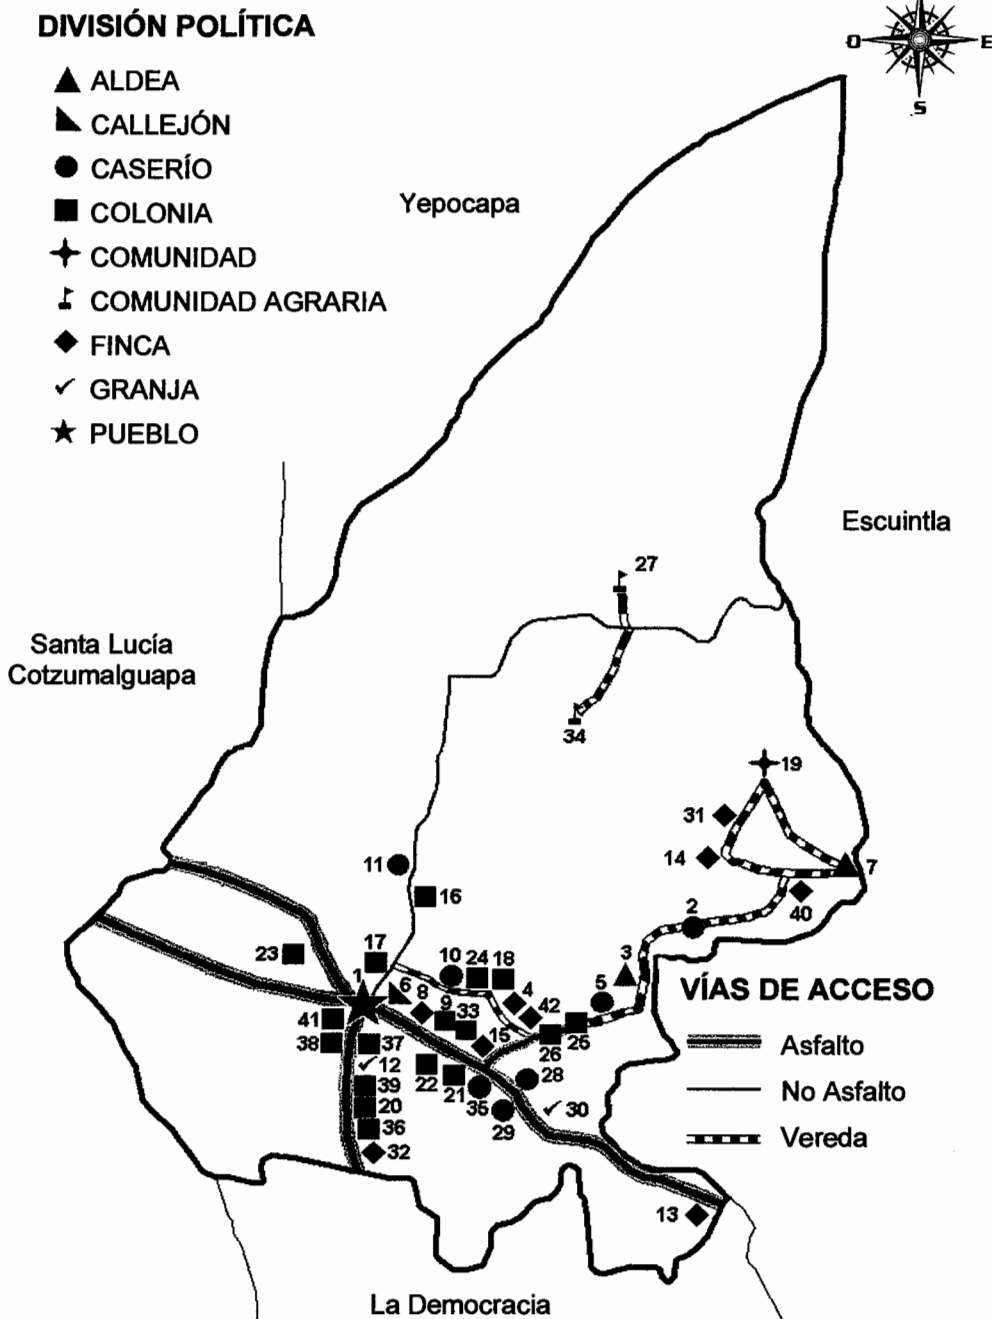 DIVISIÓN POLÍTICA
ALDEA
CALLEJÓN
CASERÍO
COLONIA
COMUNIDAD
COMUNIDAD AGRARIA
FINCA
GRANJA
PUEBLO
O E
S
Yepocapa
Escuintla
Santa Lucía
Cotzumalguapa
27
34
19
31
14
7
40
11
16
2
23
17
10 24 18
3
1
6
8
4
5
42
9
33
41
15
26
25
38
37
12
22
21
28
39
20
35
29
30
36
32
13
VÍAS DE ACCESO
Asfalto
No Asfalto
Vereda
La Democracia